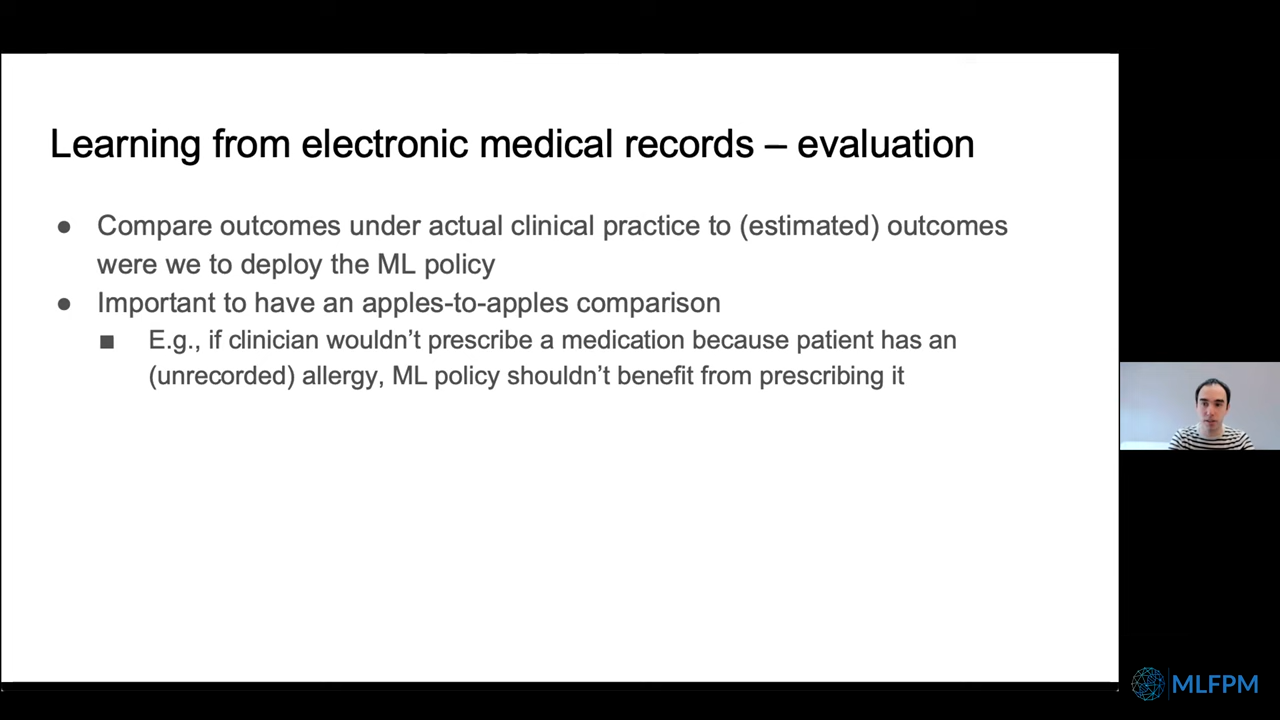 Learning from electronic medical records – evaluation
● Compare outcomes under actual clinical practice to (estimated) outcomes
were we to deploy the ML policy
● Important to have an apples-to-apples comparison
■ E.g., if clinician wouldn’t prescribe a medication because patient has an
(unrecorded) allergy, ML policy shouldn’t benefit from prescribing it
MLFPM